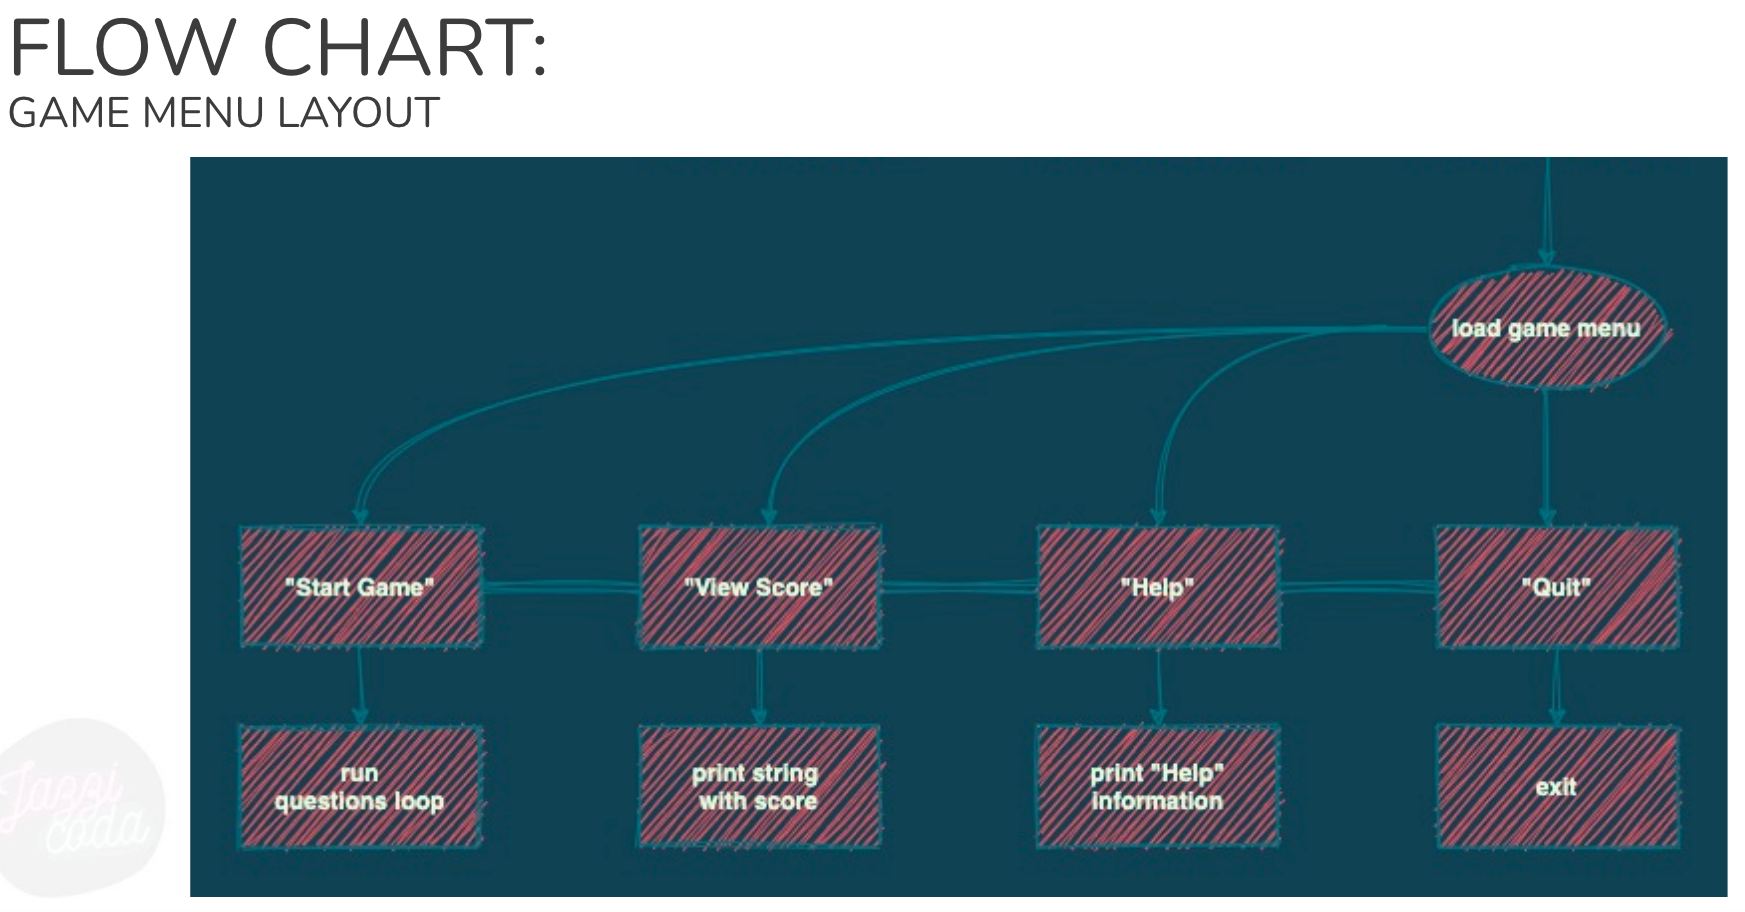 FLOW CHART:
GAME MENU LAYOUT
load game menu
"Start Game"
"View Score"
"Help"
"Quit"
run
questions loop
print string
with score
print "Help"
information
exit
Jazzi
coda